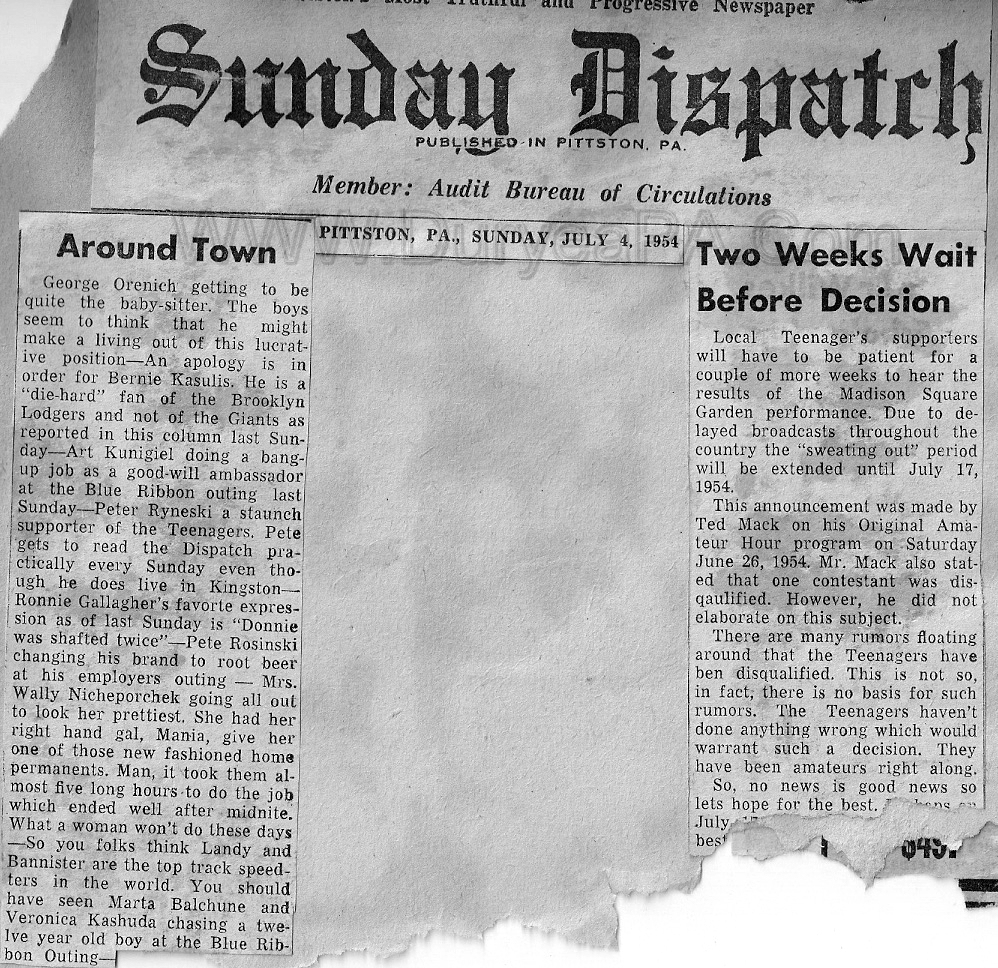 Most Truthful and Progressive Newspaper
Sunday Dispatch
PUBLISHED IN PITTSTON, PA.
Member: Audit Bureau of Circulations
www.DuryeaPA.com
PITTSTON, PA., SUNDAY, JULY 4, 1954
Around Town
George Orenich getting to be
quite the baby-sitter. The boys
seem to think that he might
make a living out of this lucrat-
ive position—An apology is in
order for Bernie Kasulis. He is a
"die-hard" fan of the Brooklyn
Lodgers and not of the Giants as
reported in this column last Sun-
day—Art Kunigiel doing a bang-
up job as a good-will ambassador
at the Blue Ribbon outing last
Sunday—Peter Ryneski a staunch
supporter of the Teenagers. Pete
gets to read the Dispatch pra-
ctically every Sunday even tho-
ugh he does live in Kingston—
Ronnie Gallagher's favorte expres-
sion as of last Sunday is "Donnie
was shafted twice"—Pete Rosinski
changing his brand to root beer
at his employers outing — Mrs.
Wally Nicheporchek going all out
to look her prettiest. She had her
right hand gal, Mania, give her
one of those new fashioned home
permanents. Man, it took them al-
most five long hours to do the job
which ended well after midnite.
What a woman won't do these days
—So you folks think Landy and
Bannister are the top track speed-
ters in the world. You should
have seen Marta Balchune and
Veronica Kashuda chasing a twe-
lve year old boy at the Blue Rib-
bon Outing—
Two Weeks Wait
Before Decision
Local Teenager's supporters
will have to be patient for a
couple of more weeks to hear the
results of the Madison Square
Garden performance. Due to de-
layed broadcasts throughout the
country the "sweating out" period
will be extended until July 17,
1954.
This announcement was made by
Ted Mack on his Original Ama-
teur Hour program on Saturday
June 26, 1954. Mr. Mack also stat-
ed that one contestant was dis-
qaulified. However, he did not
elaborate on this subject.
There are many rumors floating
around that the Teenagers have
ben disqualified. This is not so,
in fact, there is no basis for such
rumors. The Teenagers haven't
done anything wrong which would
warrant such a decision. They
have been amateurs right along.
So, no news is good news so
lets hope for the best.
July
best